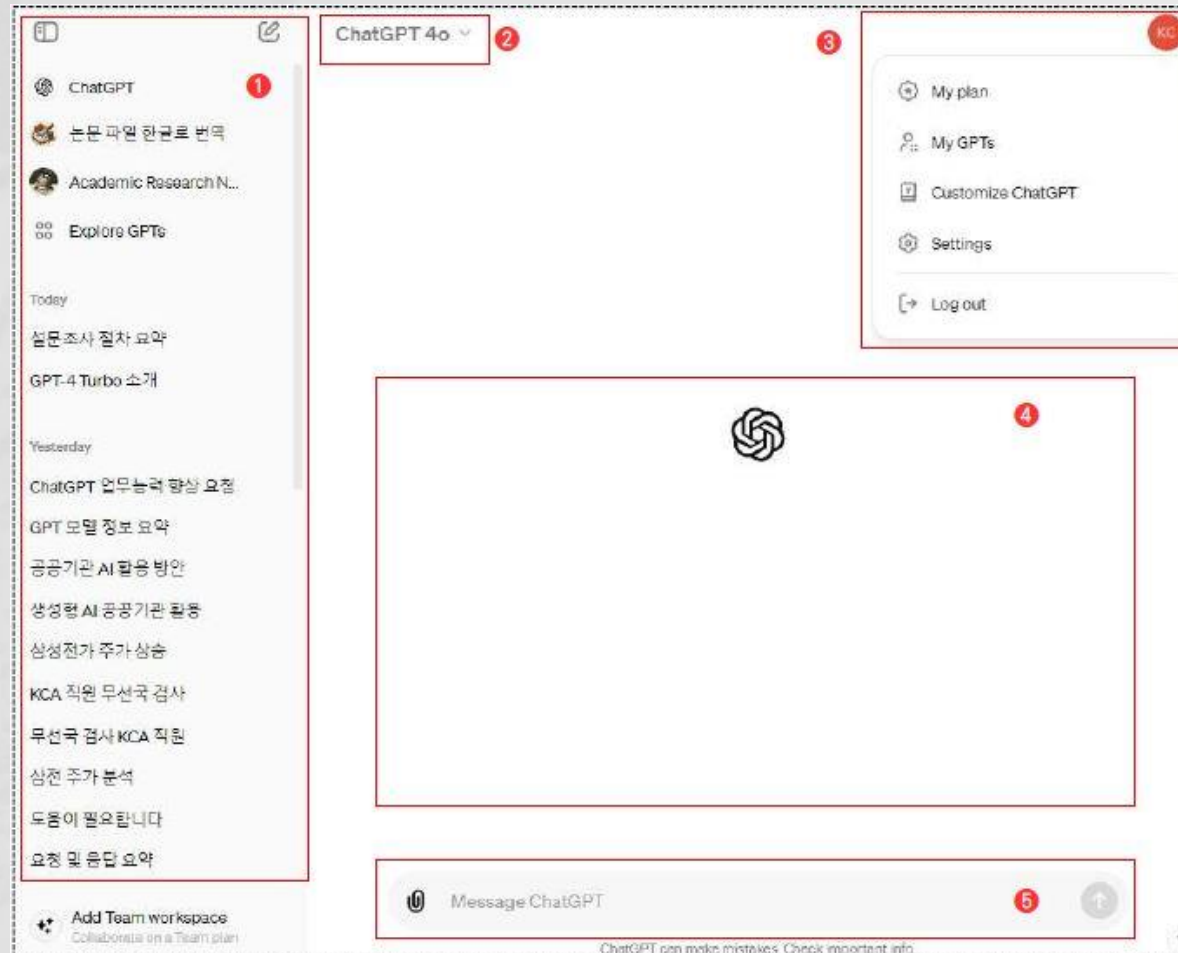 ChatGPT 4o
2
3
KC
1
ChatGPT
논문 파일 한글로 번역
Academic Research N...
Explore GPTs
Today
설문조사 절차 요약
GPT-4 Turbo 소개
Yesterday
ChatGPT 업무능력 향상 요청
GPT 모델 정보 요약
공공기관 AI 활용 방안
생성형 AI 공공기관 활용
삼성전자 주가 상승
KCA 직원 무선국 검사
무선국 검사 KCA 직원
삼전 주가 분석
도움이 필요합니다
요청 및 응답 요약
Add Team workspace
Collaborate on a Team plan
My plan
My GPTs
Customize ChatGPT
Settings
Log out
4
Message ChatGPT
5
ChatGPT can make mistakes. Check important info.